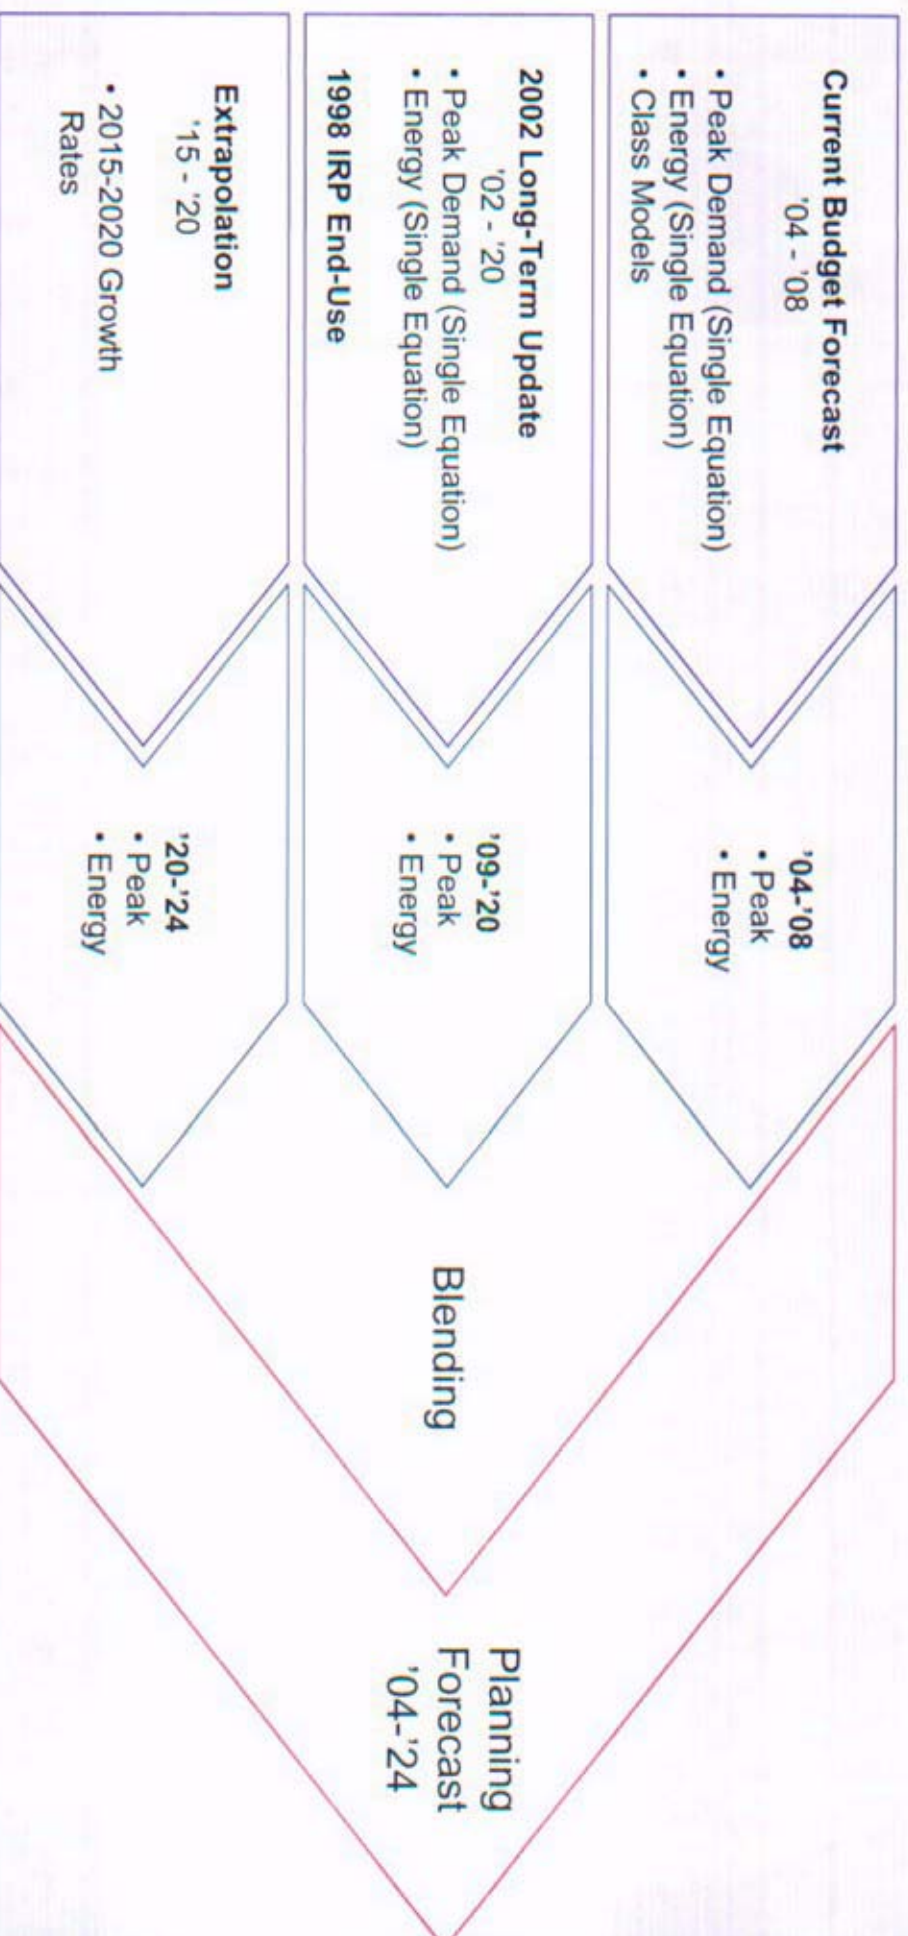 Current Budget Forecast
'04 - '08
• Peak Demand (Single Equation)
• Energy (Single Equation)
• Class Models
'04-'08
• Peak
• Energy
2002 Long-Term Update
'02 - '20
• Peak Demand (Single Equation)
• Energy (Single Equation)
1998 IRP End-Use
'09-'20
• Peak
• Energy
Extrapolation
'15 - '20
• 2015-2020 Growth
Rates
'20-'24
• Peak
• Energy
Blending
Planning
Forecast
'04-'24